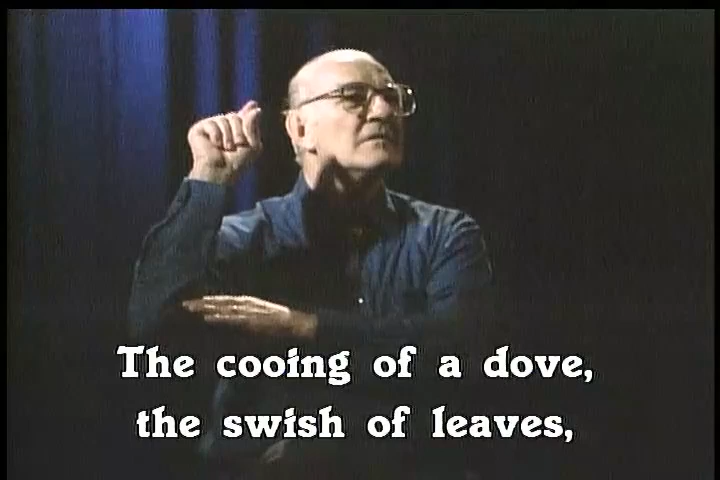 The cooing of a dove,
the swish of leaves,